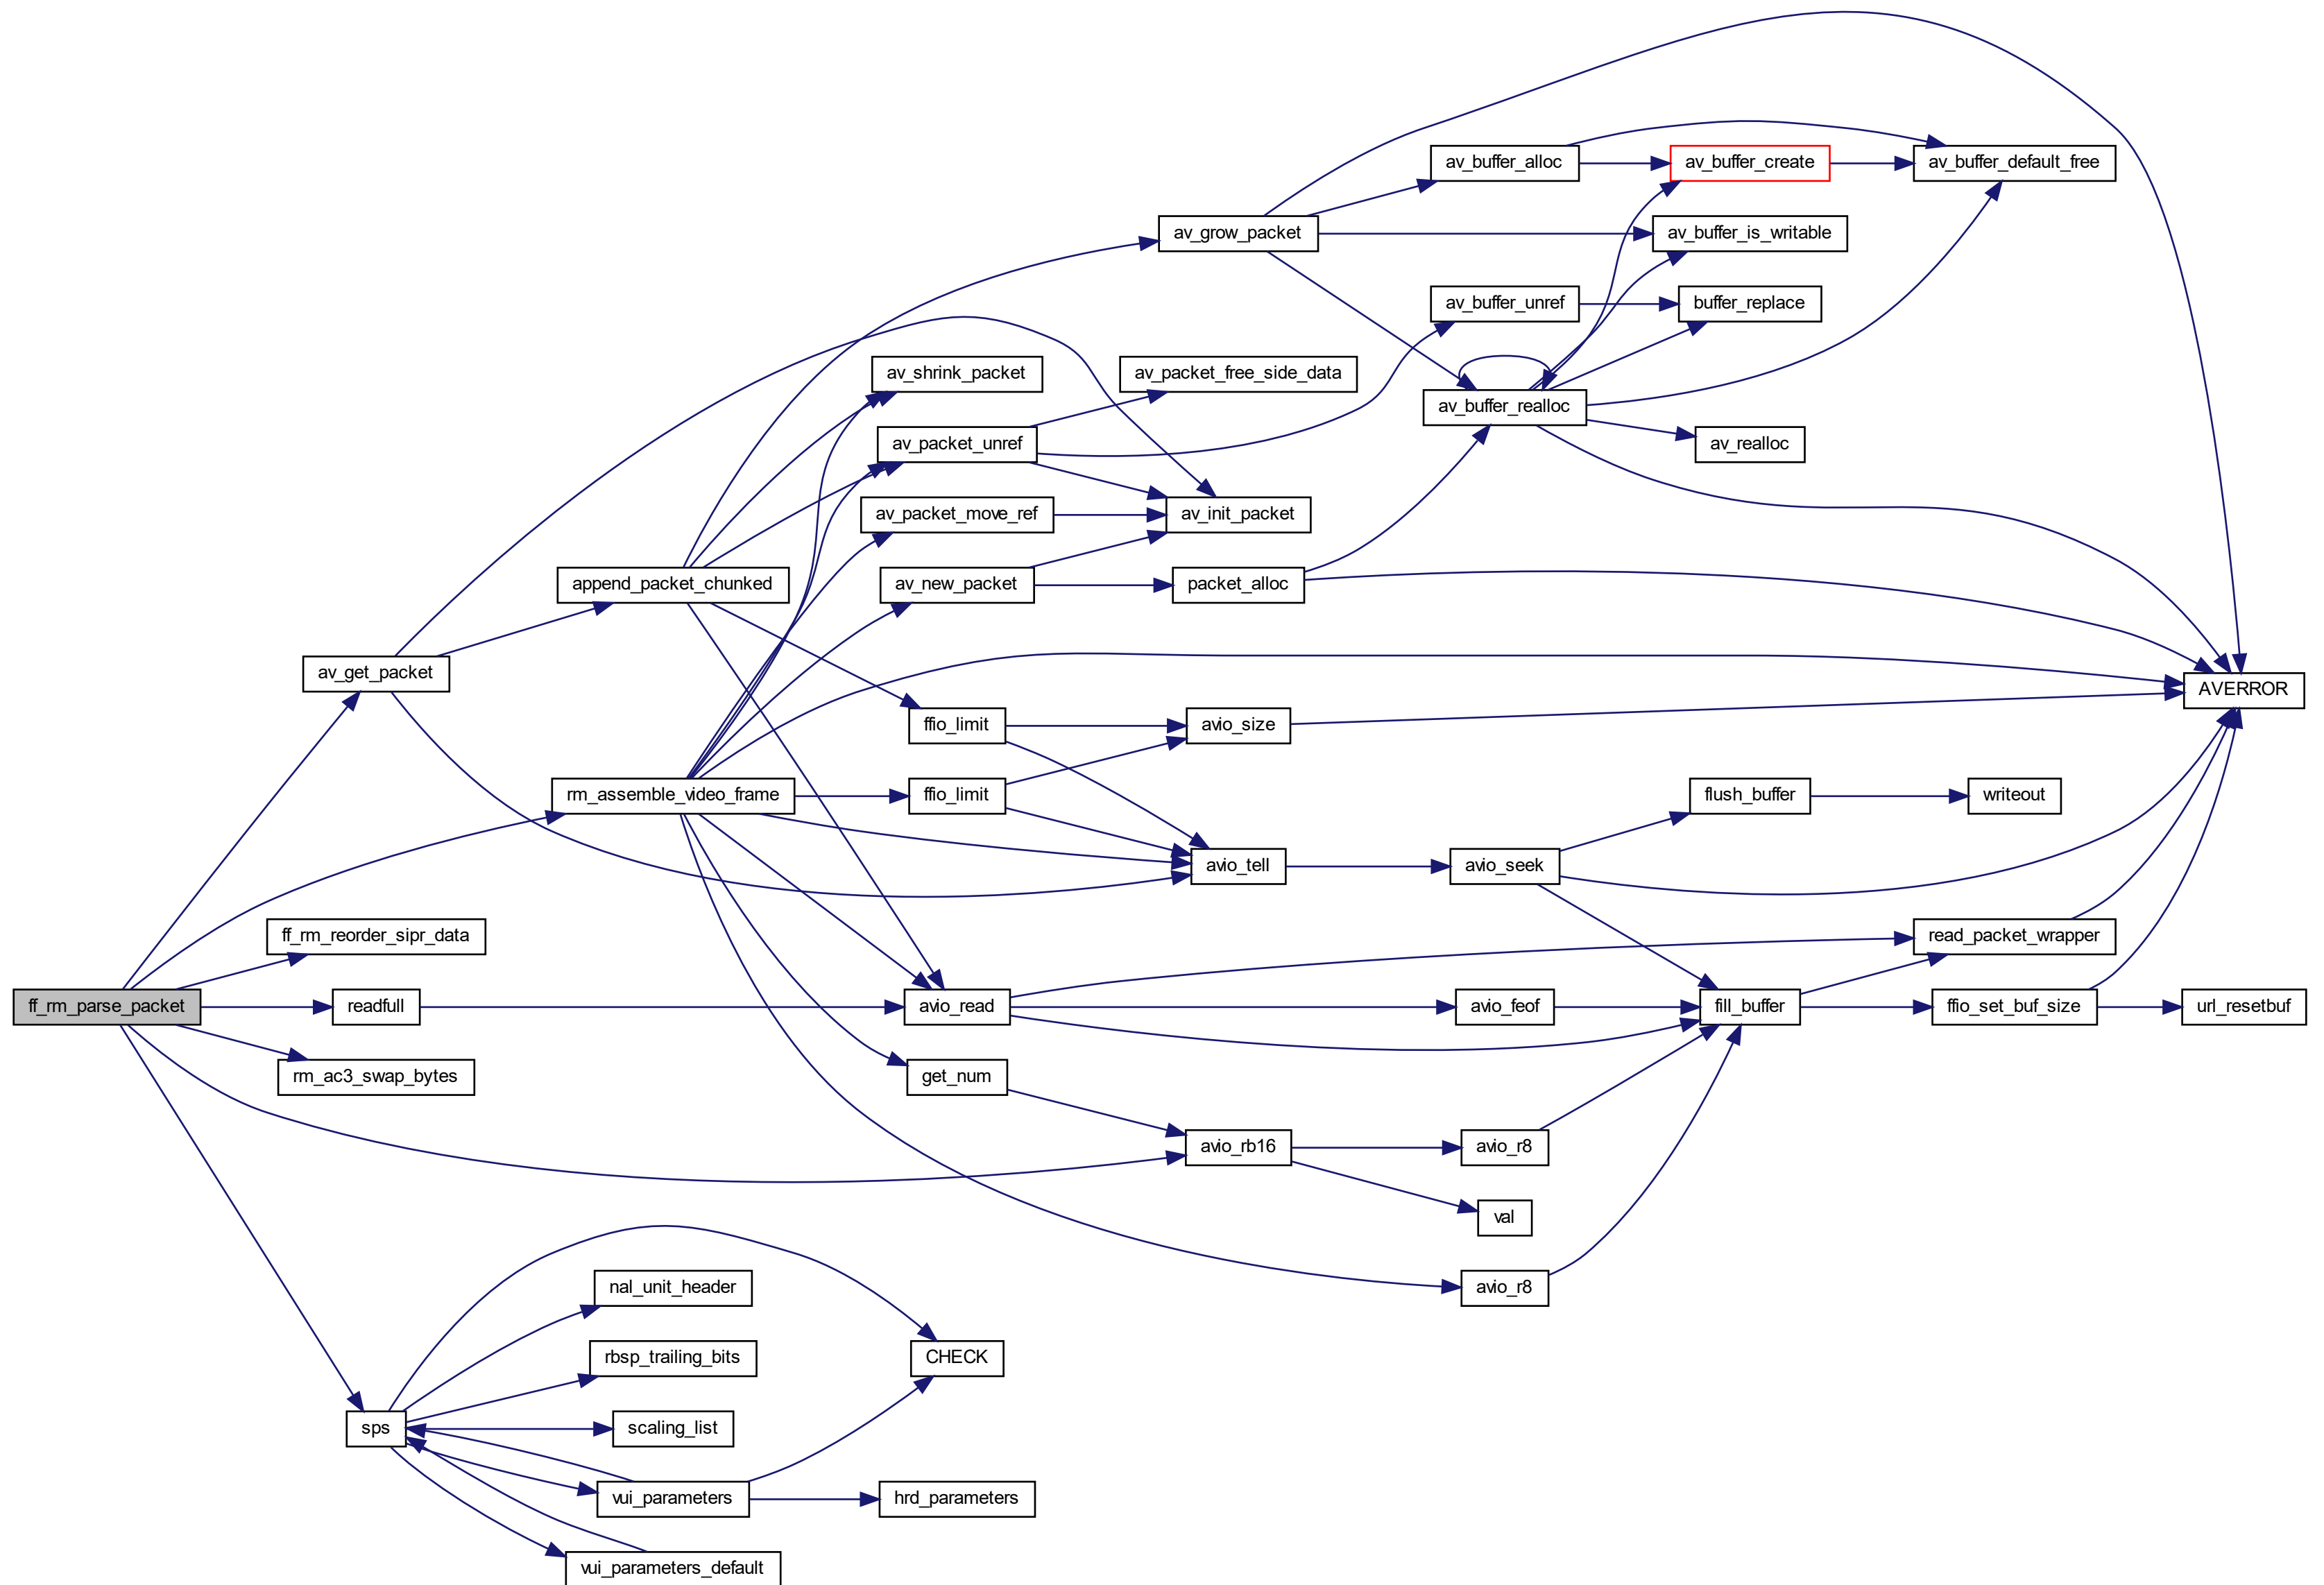 av_buffer_alloc
av_buffer_create
av_buffer_default_free
av_grow_packet
av_buffer_is_writable
av_buffer_unref
buffer_replace
av_shrink_packet
av_packet_free_side_data
av_buffer_realloc
av_packet_unref
av_realloc
av_packet_move_ref
av_init_packet
append_packet_chunked
av_new_packet
packet_alloc
av_get_packet
AVERROR
ffio_limit
avio_size
rm_assemble_video_frame
ffio_limit
flush_buffer
writeout
avio_tell
avio_seek
ff_rm_reorder_sipr_data
read_packet_wrapper
ff_rm_parse_packet
readfull
avio_read
avio_feof
fill_buffer
ffio_set_buf_size
url_resetbuf
rm_ac3_swap_bytes
get_num
avio_rb16
avio_r8
val
nal_unit_header
avio_r8
rbsp_trailing_bits
CHECK
sps
scaling_list
vui_parameters
hrd_parameters
vui_parameters_default